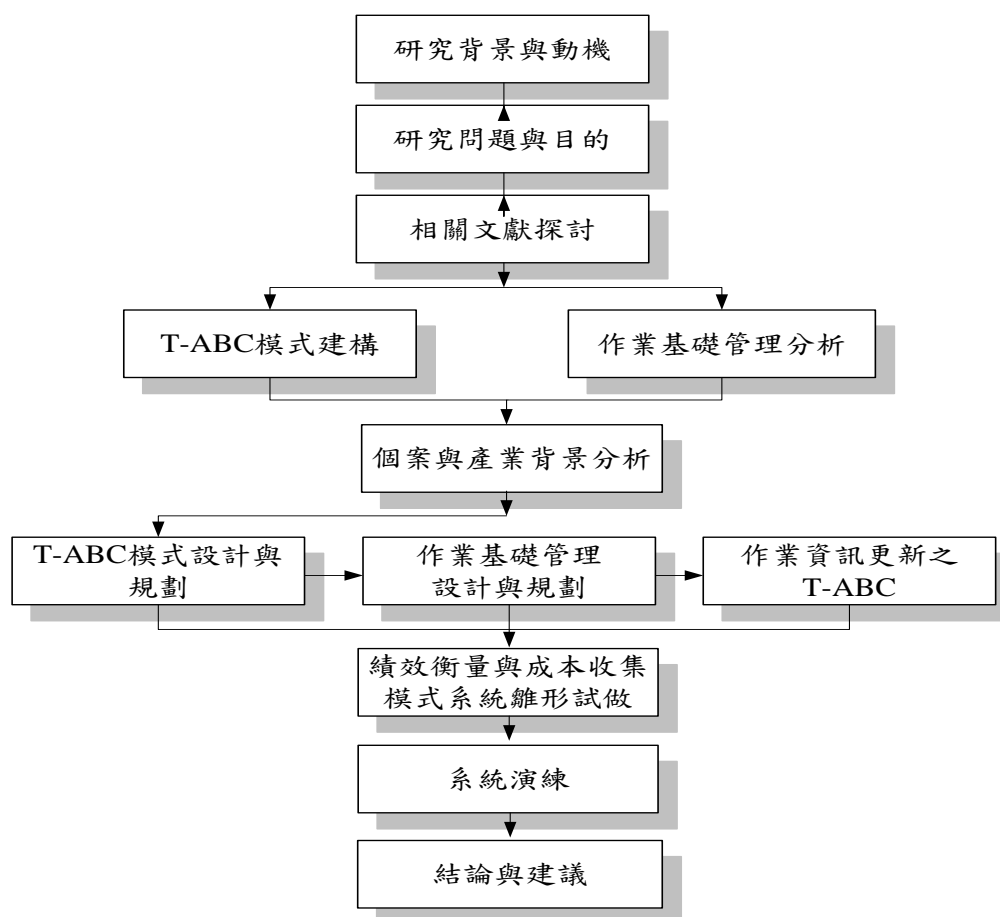 研究背景與動機
研究問題與目的
相關文獻探討
T-ABC模式建構
作業基礎管理分析
個案與產業背景分析
T-ABC模式設計與
規劃
作業基礎管理
設計與規劃
作業資訊更新之
T-ABC
績效衡量與成本收集
模式系統雛形試做
系統演練
結論與建議